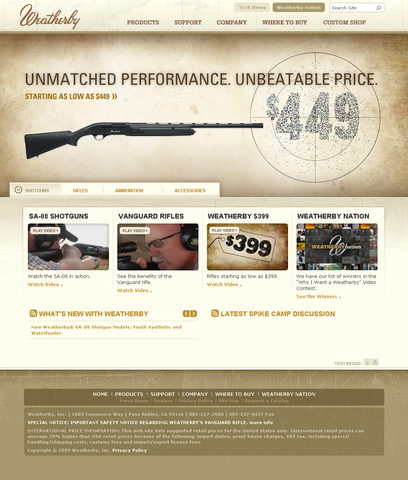 Weatherby
Weatherby Nation
Search Site
PRODUCTS SUPPORT COMPANY WHERE TO BUY CUSTOM SHOP
UNMATCHED PERFORMANCE. UNBEATABLE PRICE.
STARTING AS LOW AS $449 »
$449
SHOTGUNS RIFLES AMMUNITION ACCESSORIES
SA-08 SHOTGUNS
PLAY VIDEO
Watch the SA-08 in action.
Watch Video
VANGUARD RIFLES
PLAY VIDEO
See the benefits of the
Vanguard rifle.
Watch Video
WEATHERBY $399
PLAY VIDEO
$399
Rifles starting as low as $399.
Watch Video
WEATHERBY NATION
WEATHERBY nation
We have our list of winners in the
"Why I Want a Weatherby" Video
Contest.
See the Winners
WHAT'S NEW WITH WEATHERBY
New Weatherby® SA-08 Shotgun Models: Youth Synthetic and
Waterfowler
LATEST SPIKE CAMP DISCUSSION
TEXT RESIZE
HOME | PRODUCTS | SUPPORT | COMPANY | WHERE TO BUY | WEATHERBY NATION
Press Room | Dealers | Privacy Policy | Site Map | Request a Catalog
Weatherby, Inc. | 1605 Commerce Way | Paso Robles, CA 93446 | 805-227-2600 | 805-237-0427 Fax
SPECIAL NOTICE: IMPORTANT SAFETY NOTICE REGARDING WEATHERBY'S VANGUARD RIFLE. more info
INTERNATIONAL PRICE INFORMATION: This web site lists suggested retail prices for the United States only. International retail prices can
average 70% higher than USA retail prices because of the following: import duties, proof house charges, VAT tax, including special
handling/shipping costs, customs fees and import/export license fees.
Copyright © 2009 Weatherby, Inc. Privacy Policy